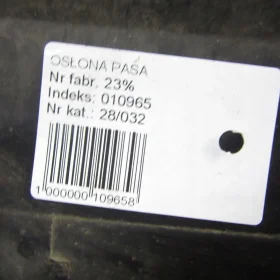 OSŁONA PASA
Nr fabr. 23%
Indeks: 010965
Nr kat.: 28/032
1 000000 109658